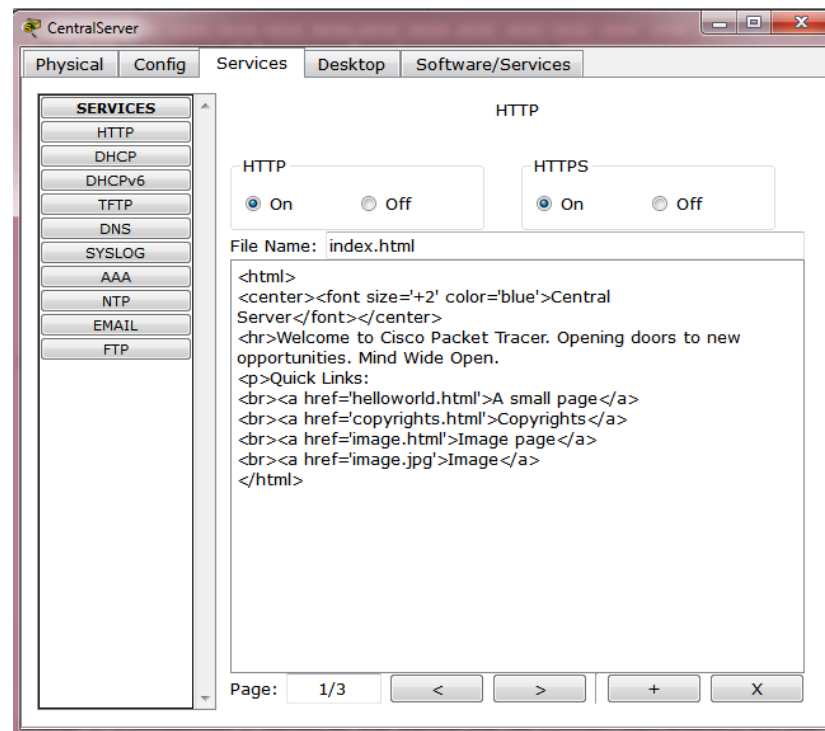 CentralServer
Physical Config Services Desktop Software/Services
SERVICES
HTTP
DHCP
DHCPv6
TFTP
DNS
SYSLOG
AAA
NTP
EMAIL
FTP
HTTP
HTTP
On Off
HTTPS
On Off
File Name: index.html
<html>
<center><font size='+2' color='blue'>Central
Server</font></center>
<hr>Welcome to Cisco Packet Tracer. Opening doors to new
opportunities. Mind Wide Open.
<p>Quick Links:
<br><a href='helloworld.html'>A small page</a>
<br><a href='copyrights.html'>Copyrights</a>
<br><a href='image.html'>Image page</a>
<br><a href='image.jpg'>Image</a>
</html>
Page: 1/3 < > + X